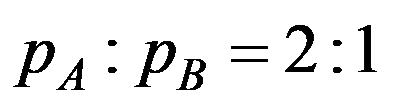 p_A : p_B = 2:1